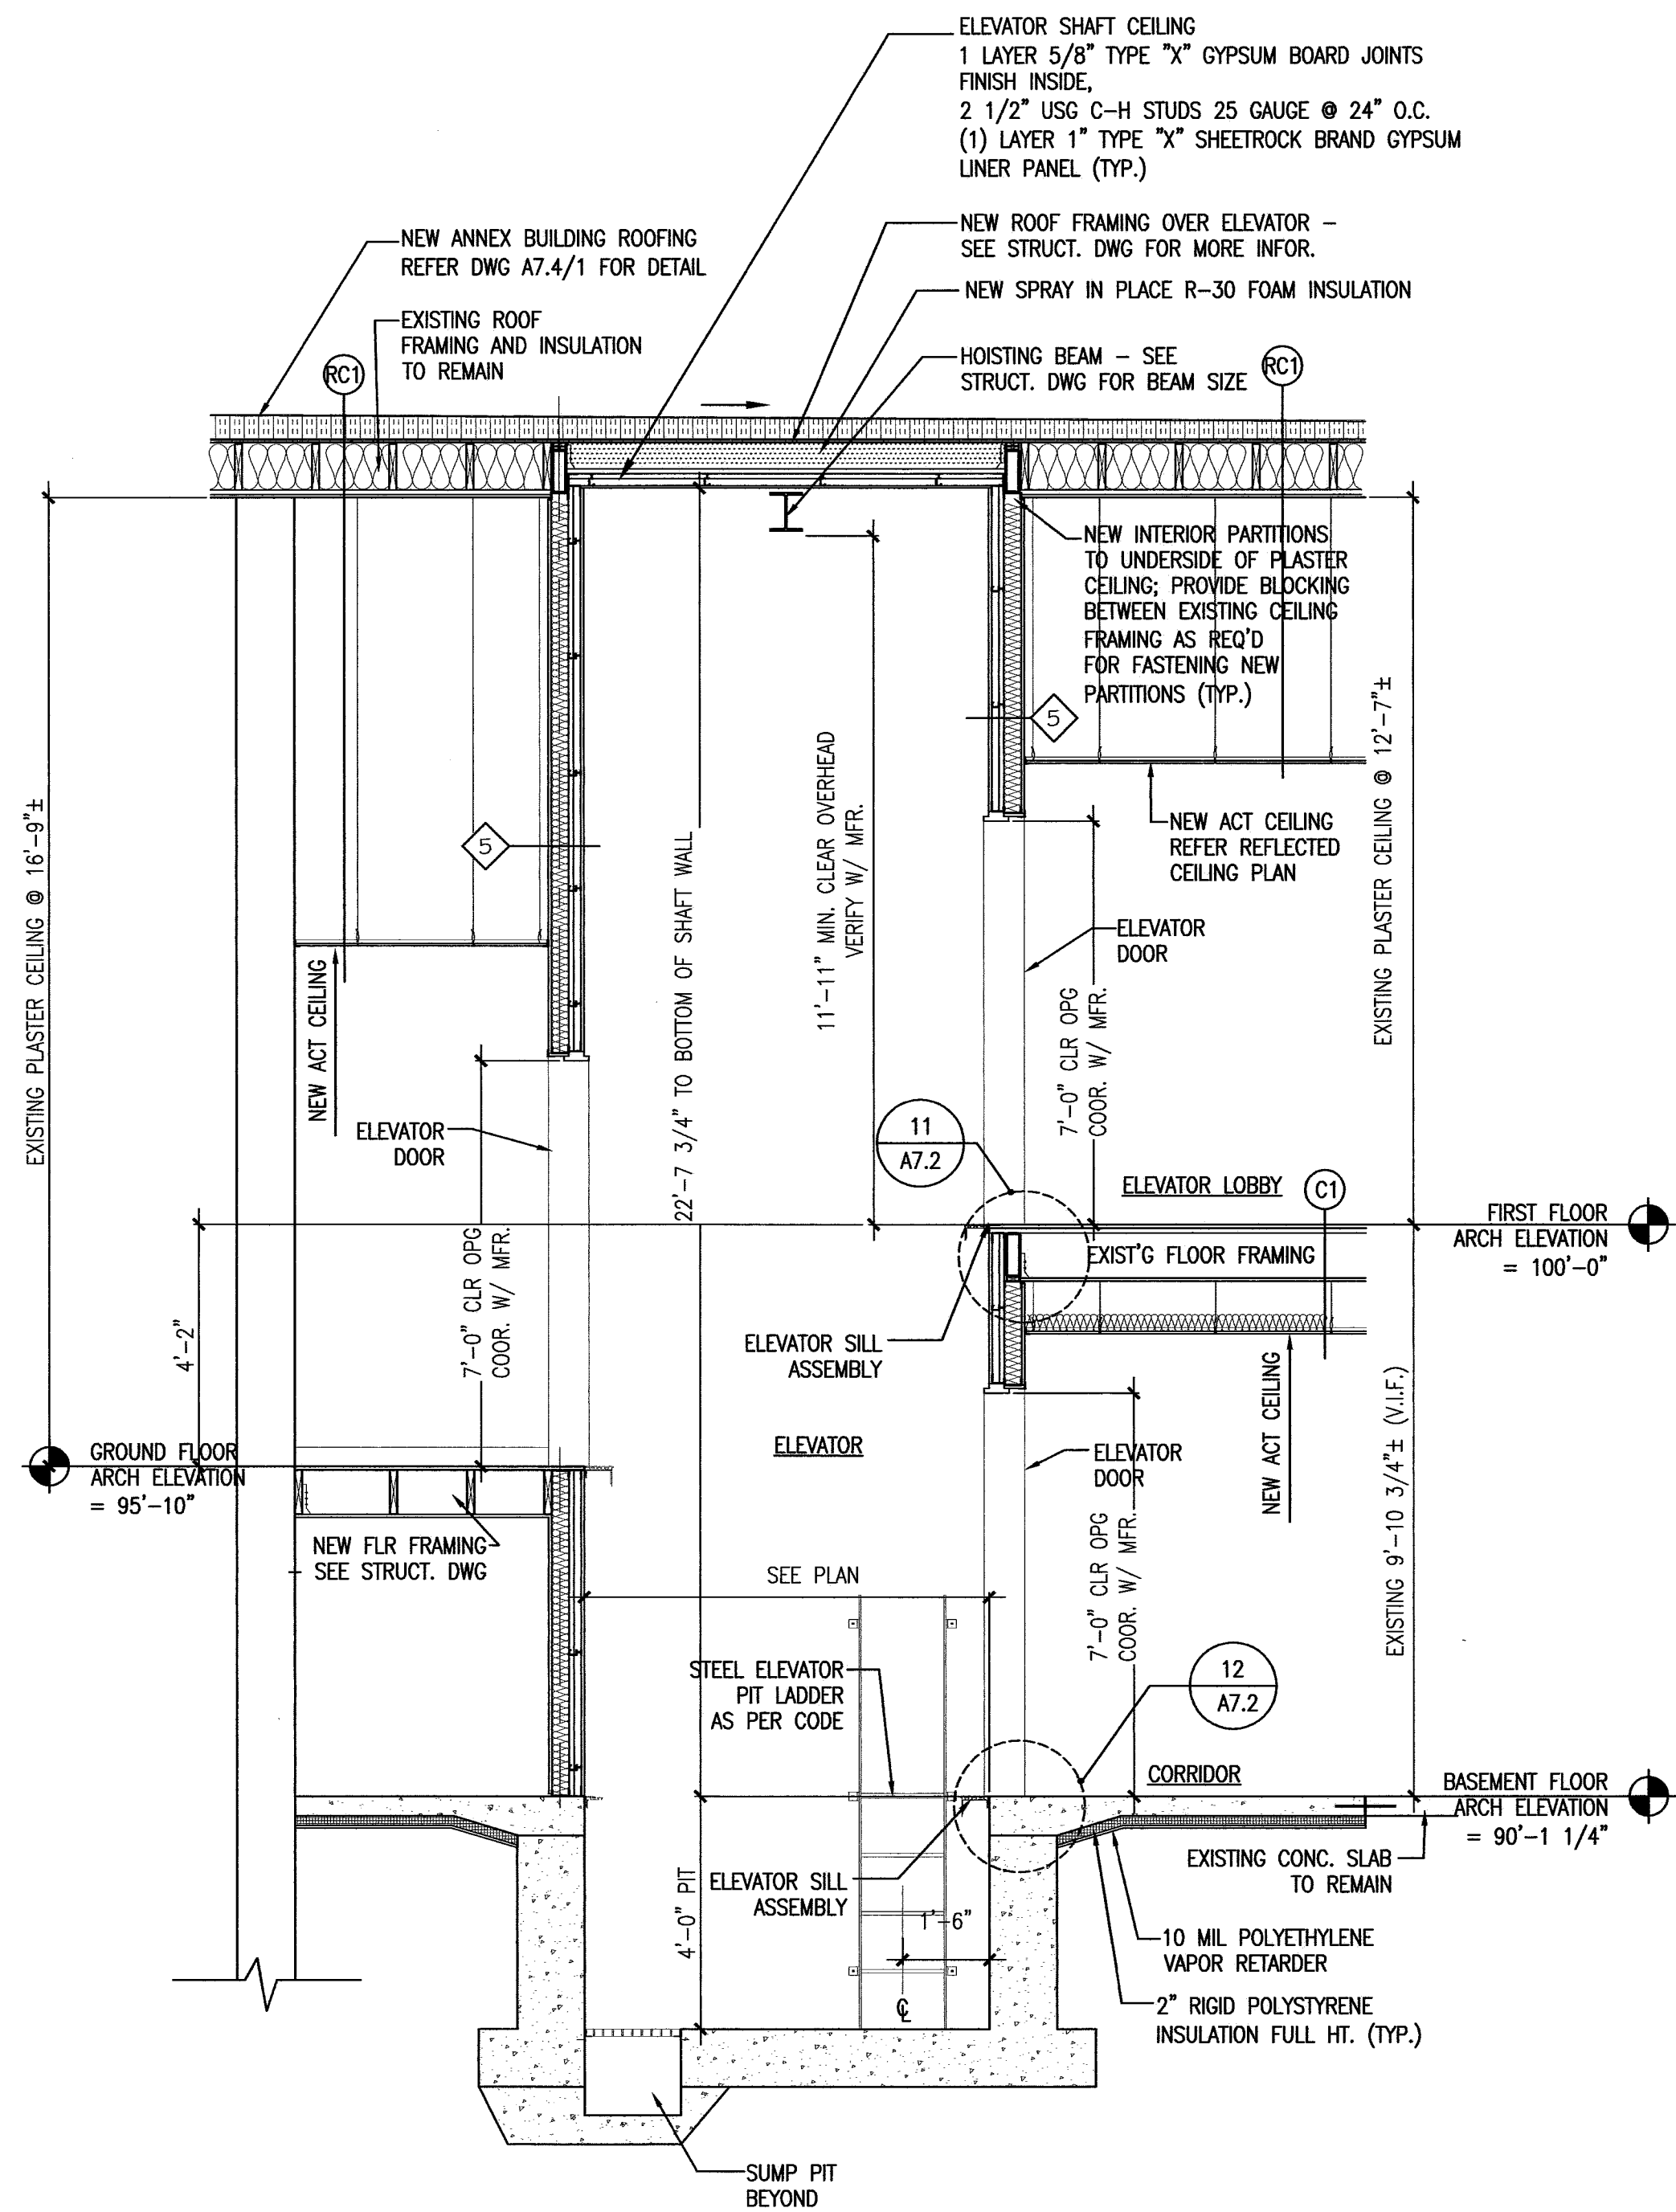 ELEVATOR SHAFT CEILING
1 LAYER 5/8" TYPE "X" GYPSUM BOARD JOINTS
FINISH INSIDE,
2 1/2" USG C-H STUDS 25 GAUGE @ 24" O.C.
(1) LAYER 1" TYPE "X" SHEETROCK BRAND GYPSUM
LINER PANEL (TYP.)
NEW ANNEX BUILDING ROOFING
REFER DWG A7.4/1 FOR DETAIL
NEW ROOF FRAMING OVER ELEVATOR -
SEE STRUCT. DWG FOR MORE INFOR.
NEW SPRAY IN PLACE R-30 FOAM INSULATION
EXISTING ROOF
FRAMING AND INSULATION
TO REMAIN
HOISTING BEAM - SEE
STRUCT. DWG FOR BEAM SIZE
RC1
RC1
NEW INTERIOR PARTITIONS
TO UNDERSIDE OF PLASTER
CEILING; PROVIDE BLOCKING
BETWEEN EXISTING CEILING
FRAMING AS REQ'D
FOR FASTENING NEW
PARTITIONS (TYP.)
5
5
EXISTING PLASTER CEILING @ 16'-9"±
EXISTING PLASTER CEILING @ 12'-7"±
22'-7 3/4" TO BOTTOM OF SHAFT WALL
11'-11" MIN. CLEAR OVERHEAD
VERIFY W/ MFR.
NEW ACT CEILING
REFER REFLECTED
CEILING PLAN
ELEVATOR
DOOR
NEW ACT CEILING
7'-0" CLR OPG
COOR. W/ MFR.
ELEVATOR
DOOR
11
A7.2
ELEVATOR LOBBY
C1
FIRST FLOOR
ARCH ELEVATION
= 100'-0"
EXIST'G FLOOR FRAMING
4'-2"
7'-0" CLR OPG
COOR. W/ MFR.
ELEVATOR SILL
ASSEMBLY
NEW ACT CEILING
EXISTING 9'-10 3/4"± (V.I.F.)
GROUND FLOOR
ARCH ELEVATION
= 95'-10"
ELEVATOR
ELEVATOR
DOOR
NEW FLR FRAMING
SEE STRUCT. DWG
SEE PLAN
7'-0" CLR OPG
COOR. W/ MFR.
STEEL ELEVATOR
PIT LADDER
AS PER CODE
12
A7.2
CORRIDOR
BASEMENT FLOOR
ARCH ELEVATION
= 90'-1 1/4"
EXISTING CONC. SLAB
TO REMAIN
4'-0" PIT
ELEVATOR SILL
ASSEMBLY
1'-6"
10 MIL POLYETHYLENE
VAPOR RETARDER
℄
2" RIGID POLYSTYRENE
INSULATION FULL HT. (TYP.)
SUMP PIT
BEYOND